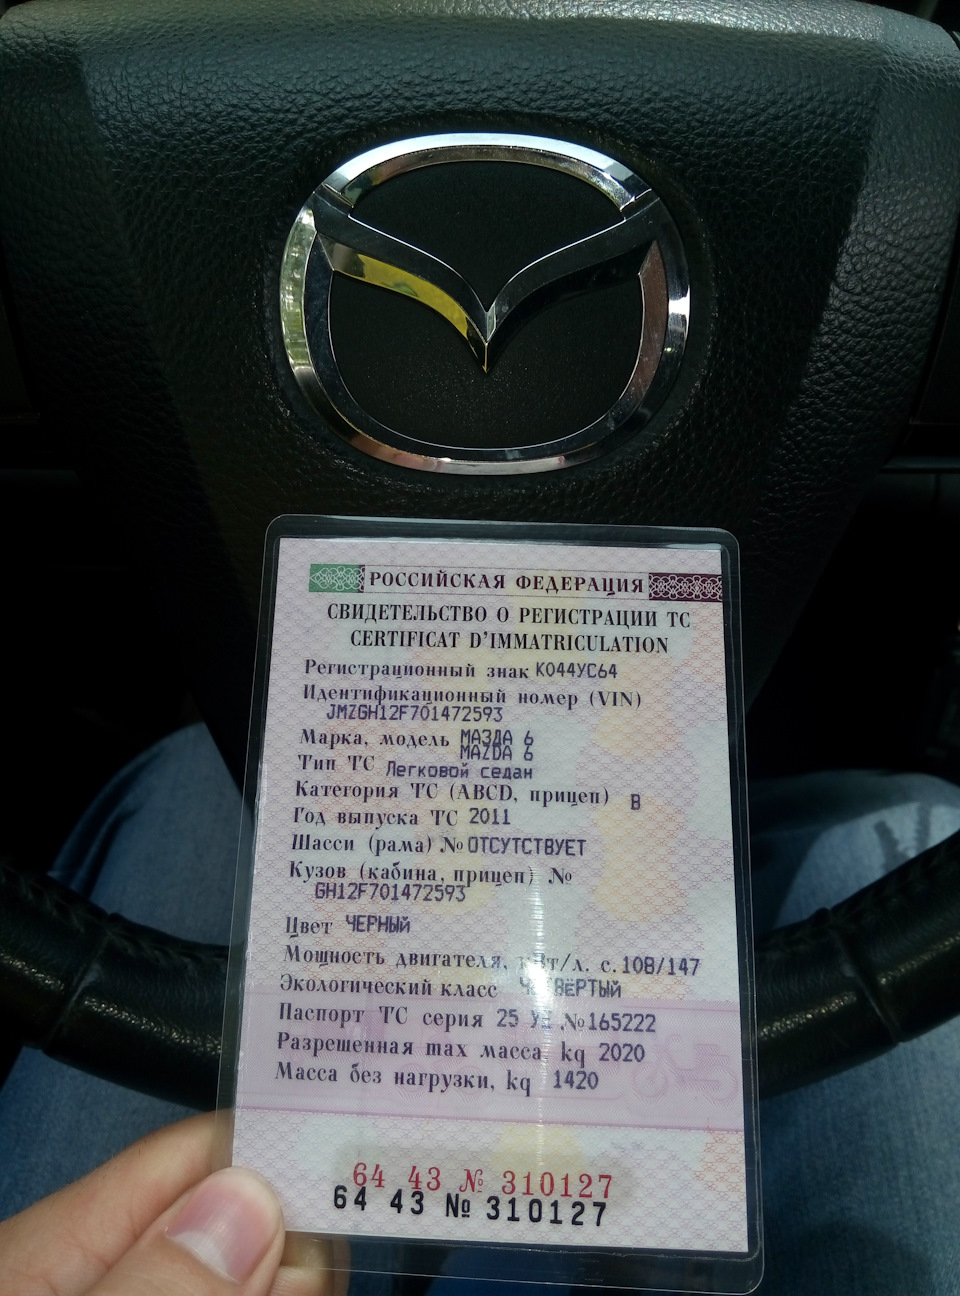 РОССИЙСКАЯ ФЕДЕРАЦИЯ
СВИДЕТЕЛЬСТВО О РЕГИСТРАЦИИ ТС
CERTIFICAT D'IMMATRICULATION
Регистрационный знак К044УС64
Идентификационный номер (VIN)
JMZGH12F701472593
Марка, модель МАЗДА 6
MAZDA 6
Тип ТС Легковой седан
Категория ТС (ABCD, прицеп) В
Год выпуска ТС 2011
Шасси (рама) № ОТСУТСТВУЕТ
Кузов (кабина, прицеп) №
GH12F701472593
Цвет ЧЕРНЫЙ
Мощность двигателя, кВт/л. с. 108/147
Экологический класс ЧЕТВЁРТЫЙ
Паспорт ТС серия 25 № 165222
Разрешенная max масса, kg 2020
Масса без нагрузки, kg 1420
64 43 № 310127
64 43 № 310127